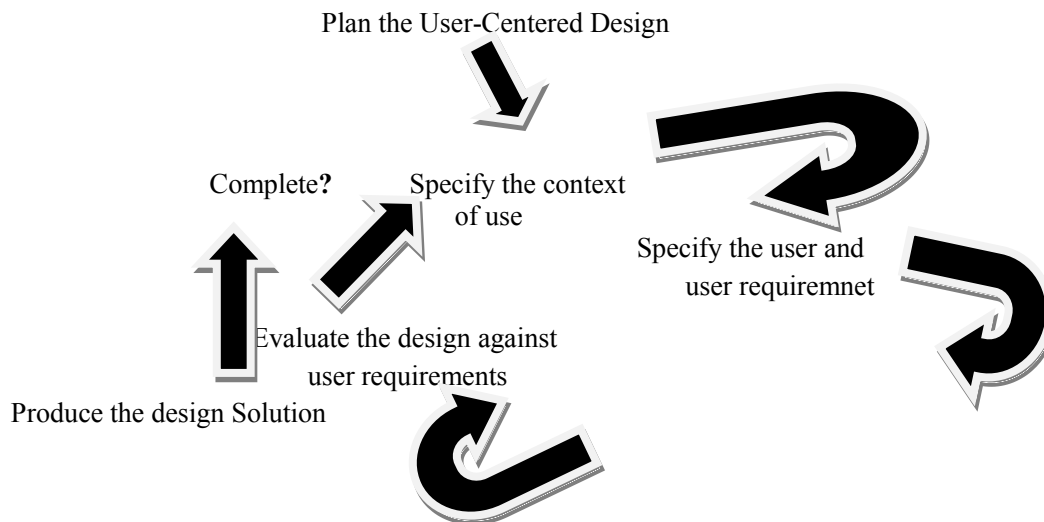 Plan the User-Centered Design
Complete?
Specify the context
of use
Specify the user and
user requiremnet
Evaluate the design against
user requirements
Produce the design Solution